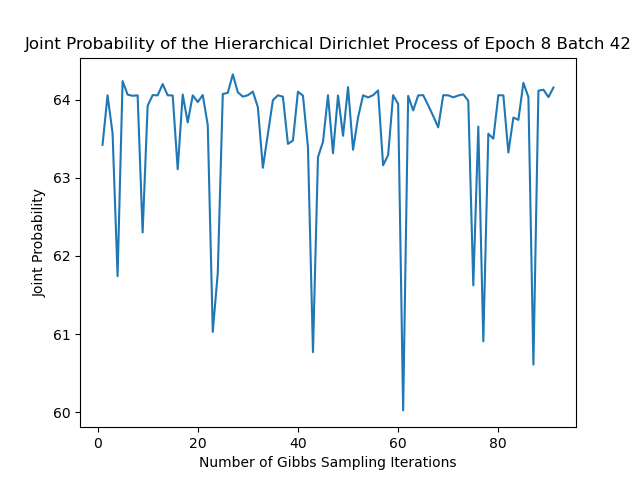 Joint Probability of the Hierarchical Dirichlet Process of Epoch 8 Batch 42
64
63
62
61
60
Joint Probability
0 20 40 60 80
Number of Gibbs Sampling Iterations